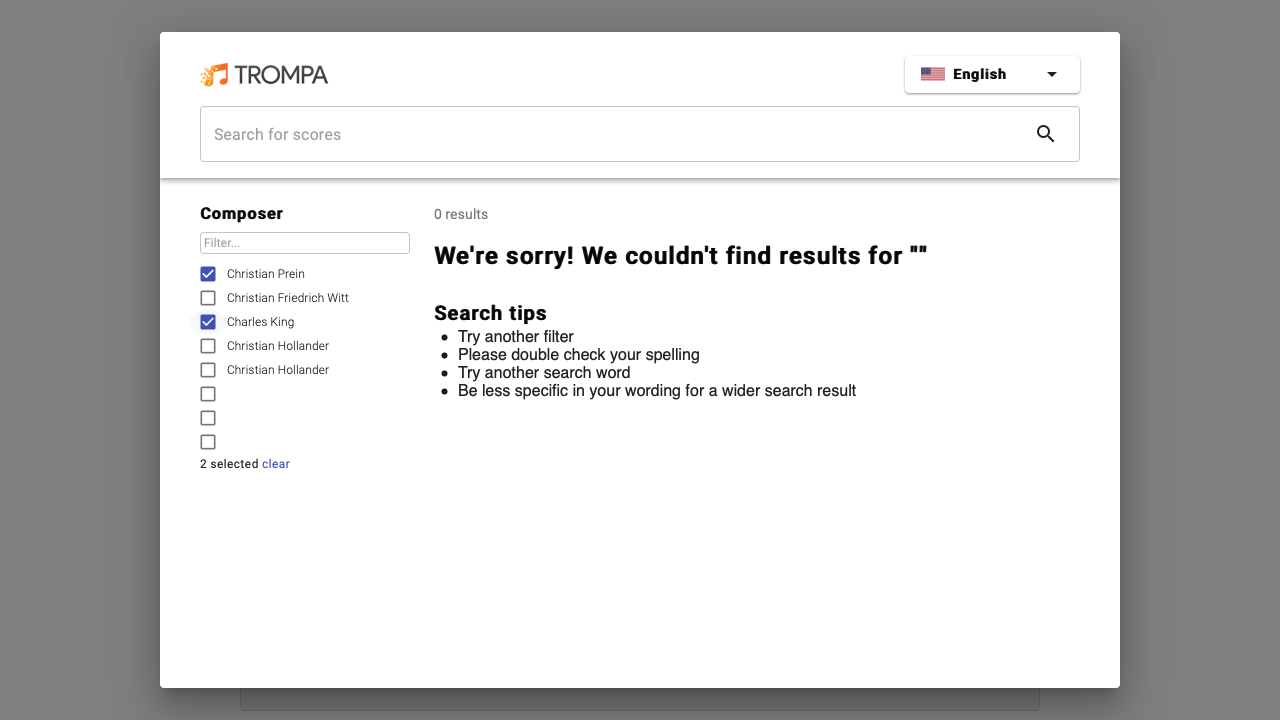 TROMPA
English
Search for scores
Composer
Filter...
Christian Prein
Christian Friedrich Witt
Charles King
Christian Hollander
Christian Hollander
2 selected clear
0 results
We're sorry! We couldn't find results for ""
Search tips
Try another filter
Please double check your spelling
Try another search word
Be less specific in your wording for a wider search result